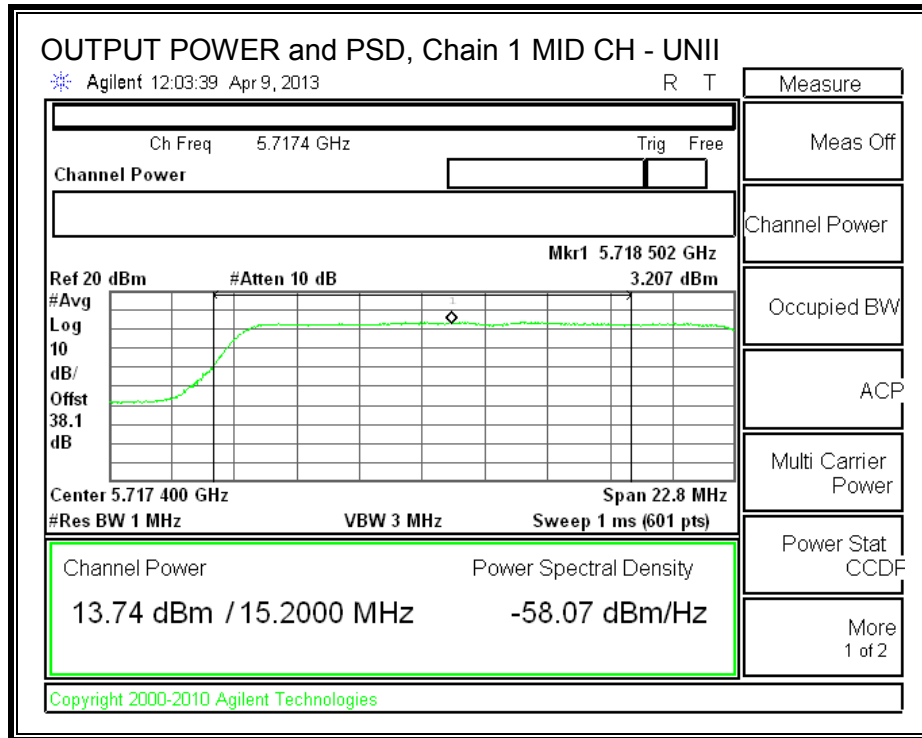 OUTPUT POWER and PSD, Chain 1 MID CH - UNII
Agilent 12:03:39 Apr 9, 2013 R T
Ch Freq 5.7174 GHz Trig Free
Channel Power
Mkr1 5.718 502 GHz
Ref 20 dBm #Atten 10 dB 3.207 dBm
#Avg
Log
10
dB/
Offst
38.1
dB
1
Center 5.717 400 GHz Span 22.8 MHz
#Res BW 1 MHz VBW 3 MHz Sweep 1 ms (601 pts)
Channel Power Power Spectral Density
13.74 dBm / 15.2000 MHz -58.07 dBm/Hz
Copyright 2000-2010 Agilent Technologies
Measure
Meas Off
Channel Power
Occupied BW
ACP
Multi Carrier
Power
Power Stat
CCDF
More
1 of 2